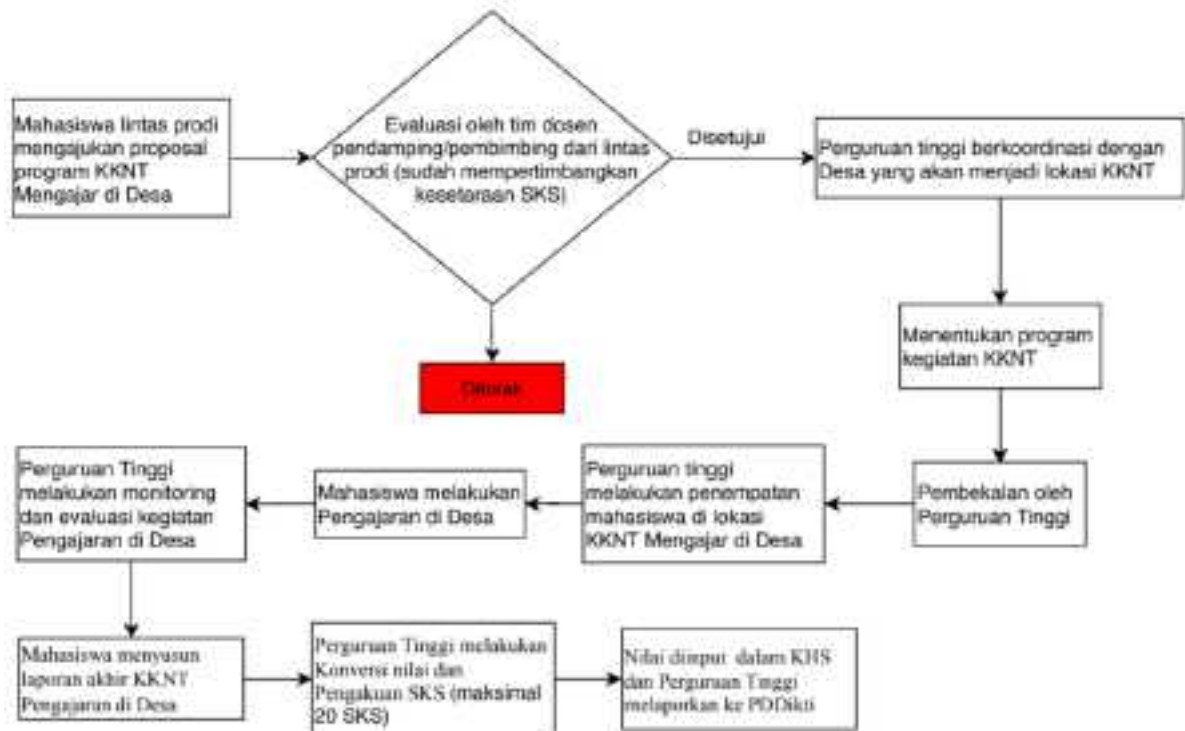 Mahasiswa lintas prodi
mengajukan proposal
program KKNT
Mengajar di Desa
Evaluasi oleh tim dosen
pendamping/pembimbing dari lintas
prodi (sudah mempertimbangkan
kesetaraan SKS)
Disetujui
Perguruan tinggi berkoordinasi dengan
Desa yang akan menjadi lokasi KKNT
Menentukan program
kegiatan KKNT
Ditolak
Pembekalan oleh
Perguruan Tinggi
Perguruan tinggi
melakukan penempatan
mahasiswa di lokasi
KKNT Mengajar di Desa
Mahasiswa melakukan
Pengajaran di Desa
Perguruan Tinggi
melakukan monitoring
dan evaluasi kegiatan
Pengajaran di Desa
Mahasiswa menyusun
laporan akhir KKNT
Pengajaran di Desa
Perguruan Tinggi melakukan
Konversi nilai dan
Pengakuan SKS (maksimal
20 SKS)
Nilai diinput dalam KHS
dan Perguruan Tinggi
melaporkan ke PDDikti